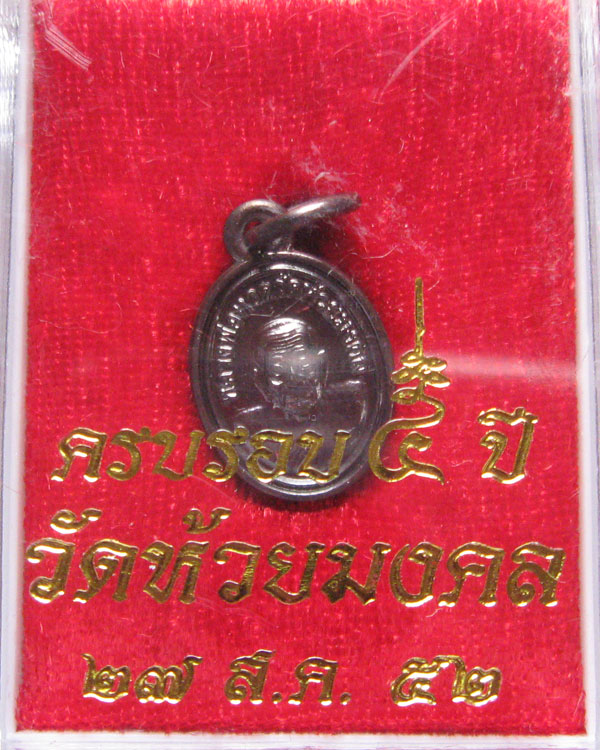 ครบรอบ ๕ ปี
วัดห้วยมงคล
๒๗ ส.ค. ๕๒